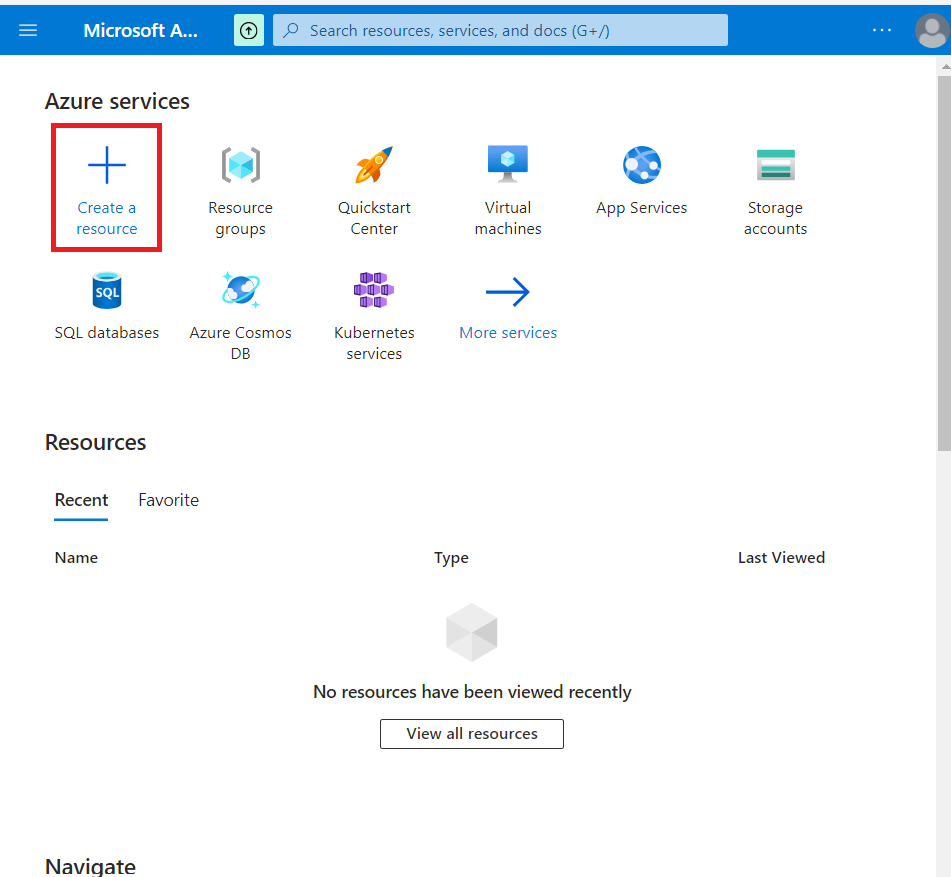 Microsoft A...
Search resources, services, and docs (G+/)
...
Azure services
Create a
resource
Resource
groups
Quickstart
Center
Virtual
machines
App Services
Storage
accounts
SQL
SQL databases
Azure Cosmos
DB
Kubernetes
services
More services
Resources
Recent
Favorite
Name
Type
Last Viewed
No resources have been viewed recently
View all resources
Navigate